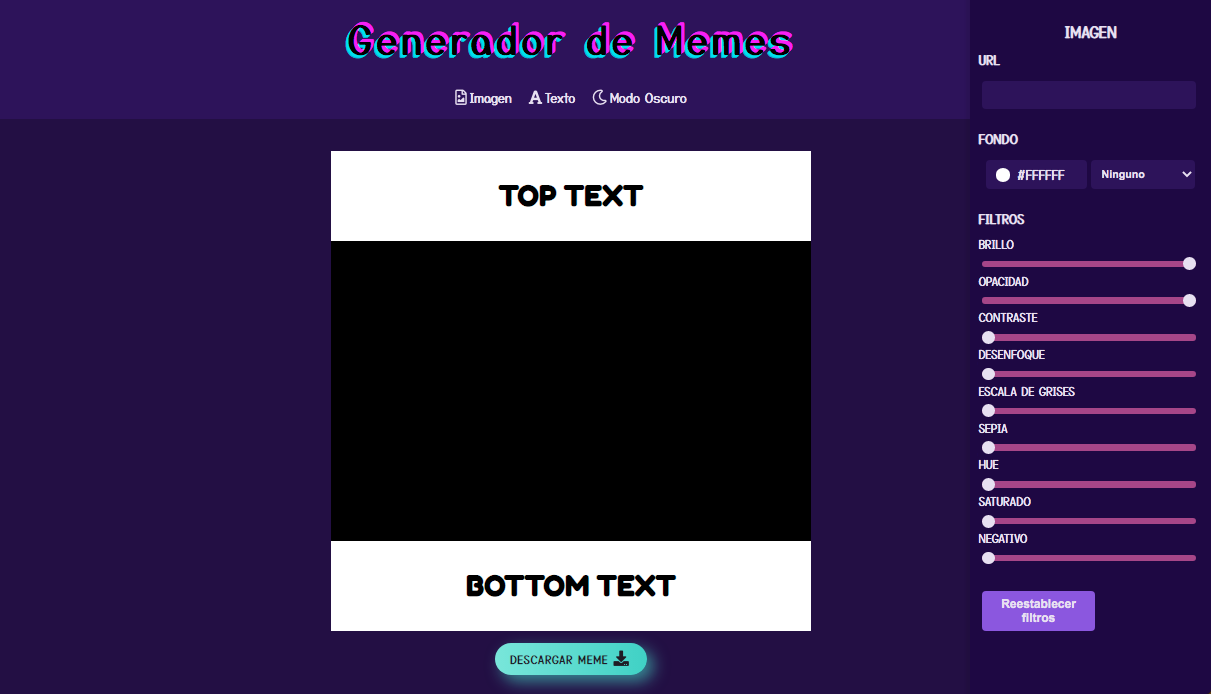 Generador de Memes
Imagen Texto Modo Oscuro
TOP TEXT
BOTTOM TEXT
DESCARGAR MEME
IMAGEN
URL
FONDO
#FFFFFF Ninguno
FILTROS
BRILLO
OPACIDAD
CONTRASTE
DESENFOQUE
ESCALA DE GRISES
SEPIA
HUE
SATURADO
NEGATIVO
Reestablecer
filtros